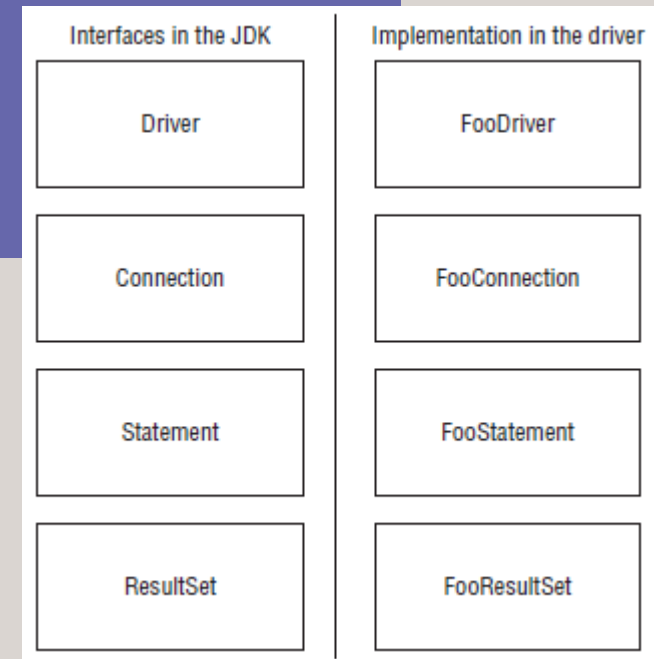 Interfaces in the JDK
Implementation in the driver
Driver
FooDriver
Connection
FooConnection
Statement
FooStatement
ResultSet
FooResultSet